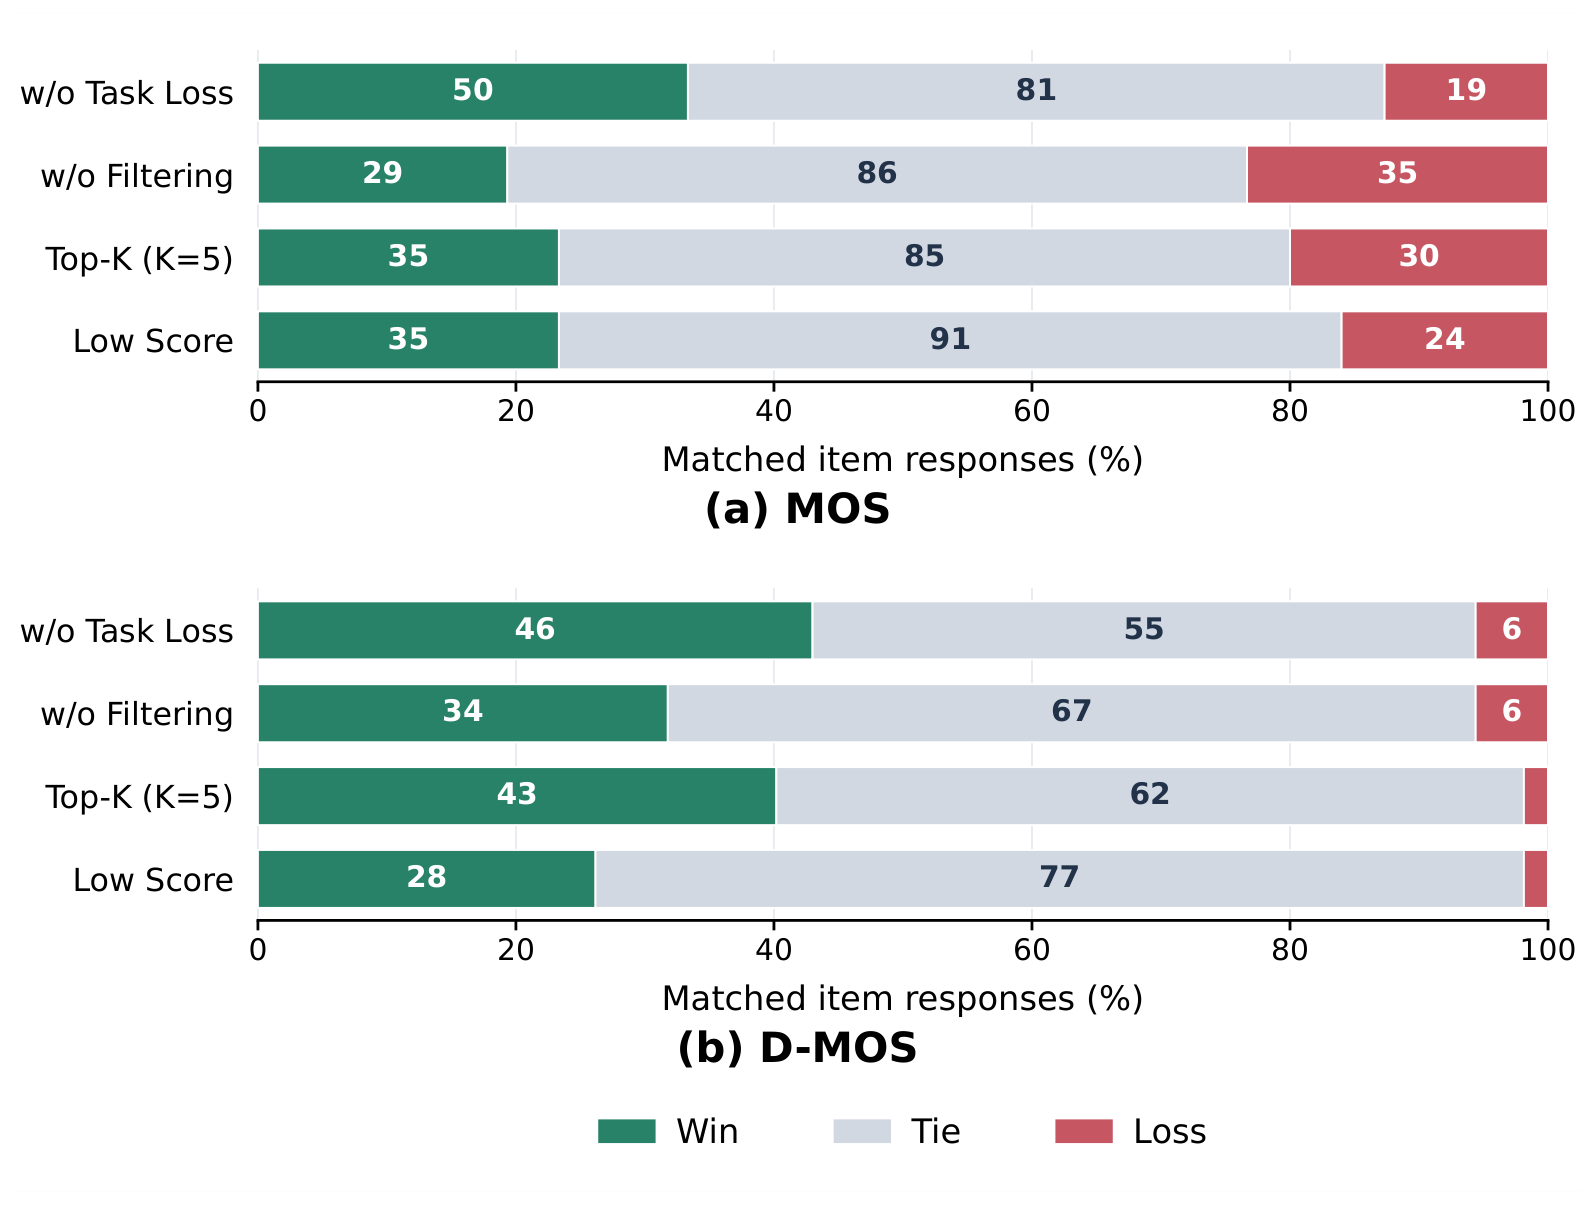 w/o Task Loss 50 81 19
w/o Filtering 29 86 35
Top-K (K=5) 35 85 30
Low Score 35 91 24
0 20 40 60 80 100
Matched item responses (%)
(a) MOS
w/o Task Loss 46 55 6
w/o Filtering 34 67 6
Top-K (K=5) 43 62
Low Score 28 77
0 20 40 60 80 100
Matched item responses (%)
(b) D-MOS
Win Tie Loss